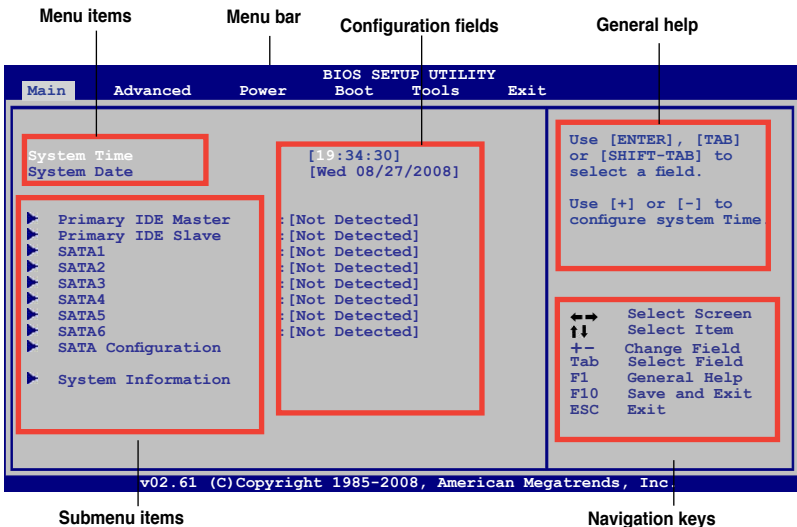 Menu items
Menu bar
Configuration fields
General help
BIOS SETUP UTILITY
Main Advanced Power Boot Tools Exit
System Time [19:34:30]
System Date [Wed 08/27/2008]
Primary IDE Master :[Not Detected]
Primary IDE Slave :[Not Detected]
SATA1 :[Not Detected]
SATA2 :[Not Detected]
SATA3 :[Not Detected]
SATA4 :[Not Detected]
SATA5 :[Not Detected]
SATA6 :[Not Detected]
SATA Configuration
System Information
Use [ENTER], [TAB]
or [SHIFT-TAB] to
select a field.
Use [+] or [-] to
configure system Time.
←→ Select Screen
↑↓ Select Item
+- Change Field
Tab Select Field
F1 General Help
F10 Save and Exit
ESC Exit
v02.61 (C)Copyright 1985-2008, American Megatrends, Inc.
Submenu items
Navigation keys